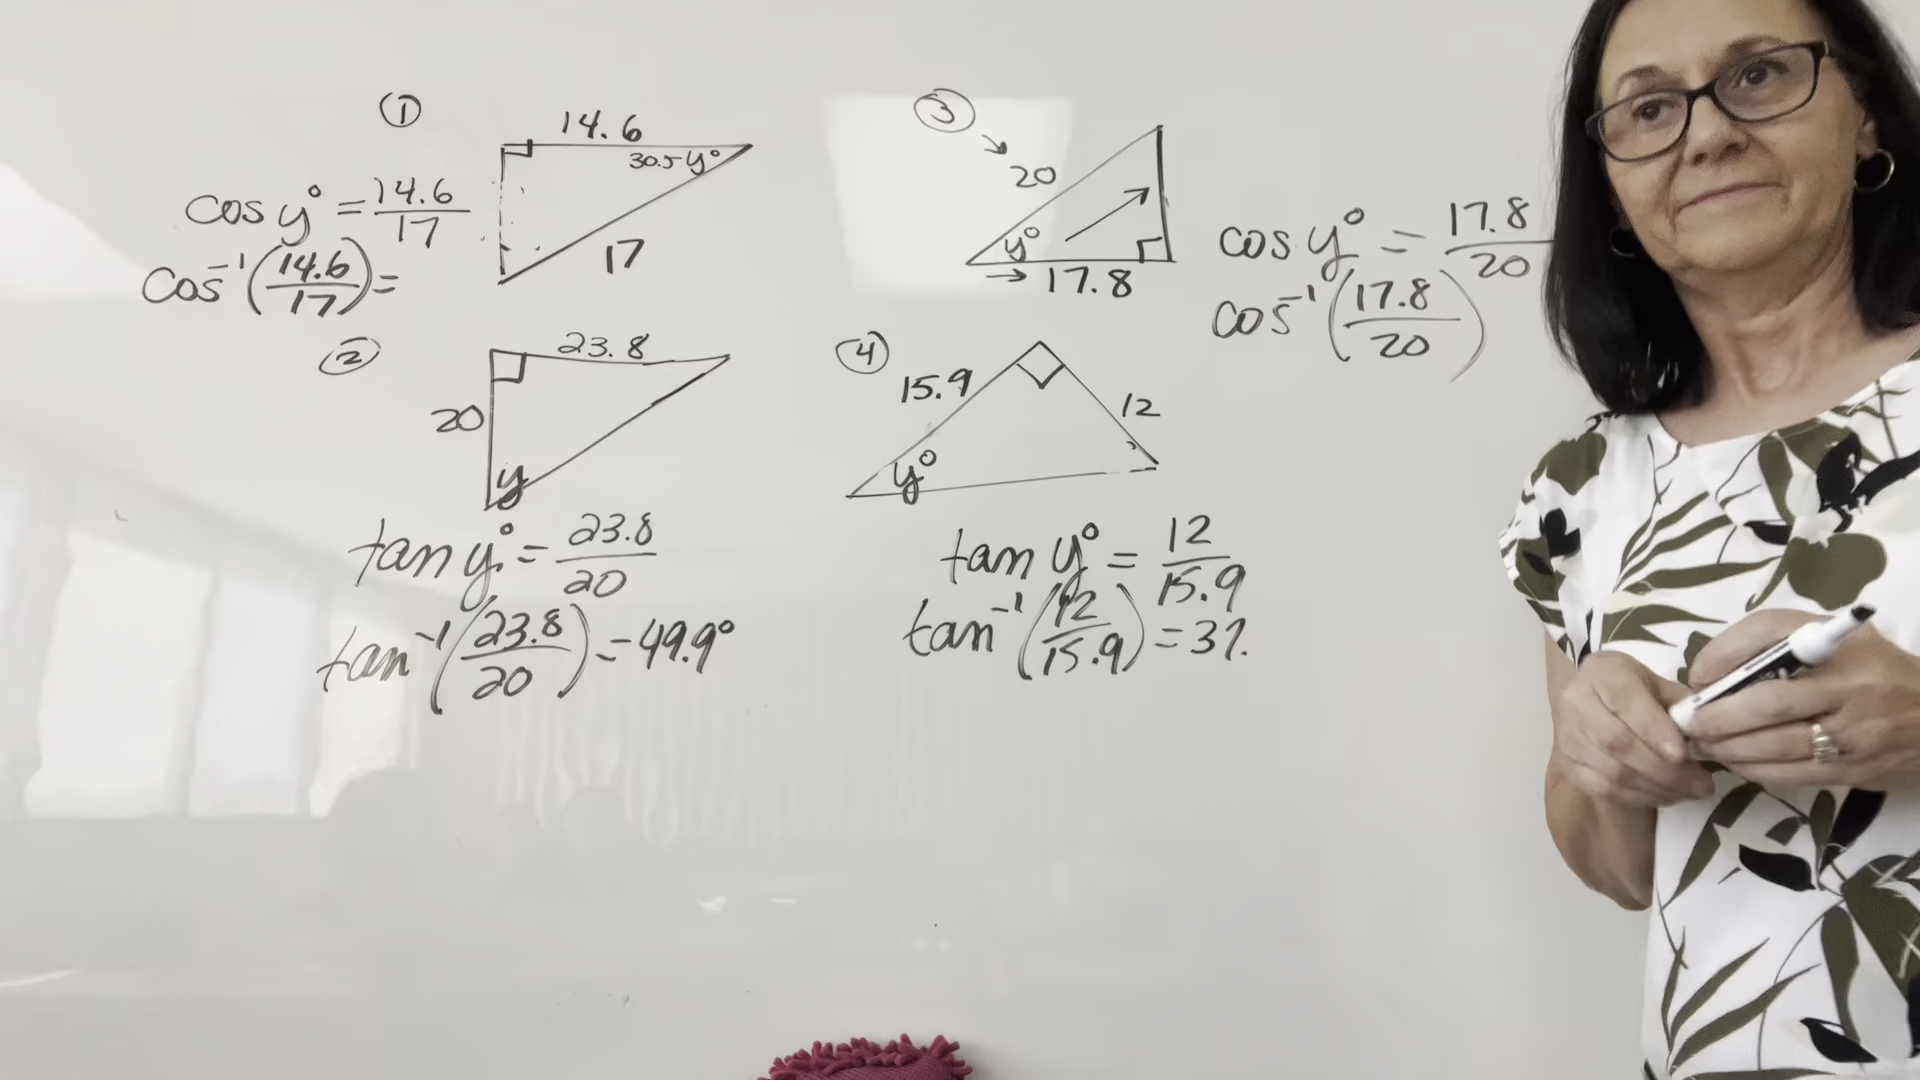 ①
14.6
30.5 y°
cos y° = 14.6/17
17
cos⁻¹(14.6/17) =
②
23.8
20
y
tan y° = 23.8/20
tan⁻¹(23.8/20) = 49.9°
③
20
y°
17.8
cos y° = 17.8/20
cos⁻¹(17.8/20)
④
15.9
12
y°
tan y° = 12/15.9
tan⁻¹(12/15.9) = 37.